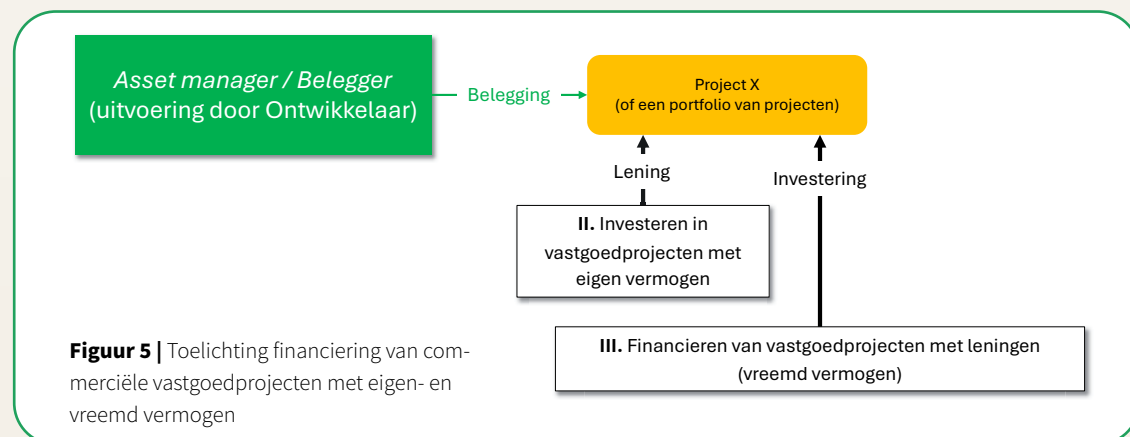 Asset manager / Belegger
(uitvoering door Ontwikkelaar)
Belegging
Project X
(of een portfolio van projecten)
Lening
Investering
II. Investeren in
vastgoedprojecten met
eigen vermogen
III. Financieren van vastgoedprojecten met leningen
(vreemd vermogen)
Figuur 5 | Toelichting financiering van com-
merciële vastgoedprojecten met eigen- en
vreemd vermogen